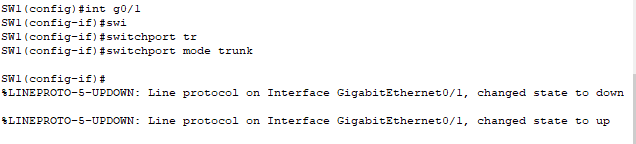 SW1(config)#int g0/1
SW1(config-if)#swi
SW1(config-if)#switchport tr
SW1(config-if)#switchport mode trunk
SW1(config-if)#
%LINEPROTO-5-UPDOWN: Line protocol on Interface GigabitEthernet0/1, changed state to down
%LINEPROTO-5-UPDOWN: Line protocol on Interface GigabitEthernet0/1, changed state to up